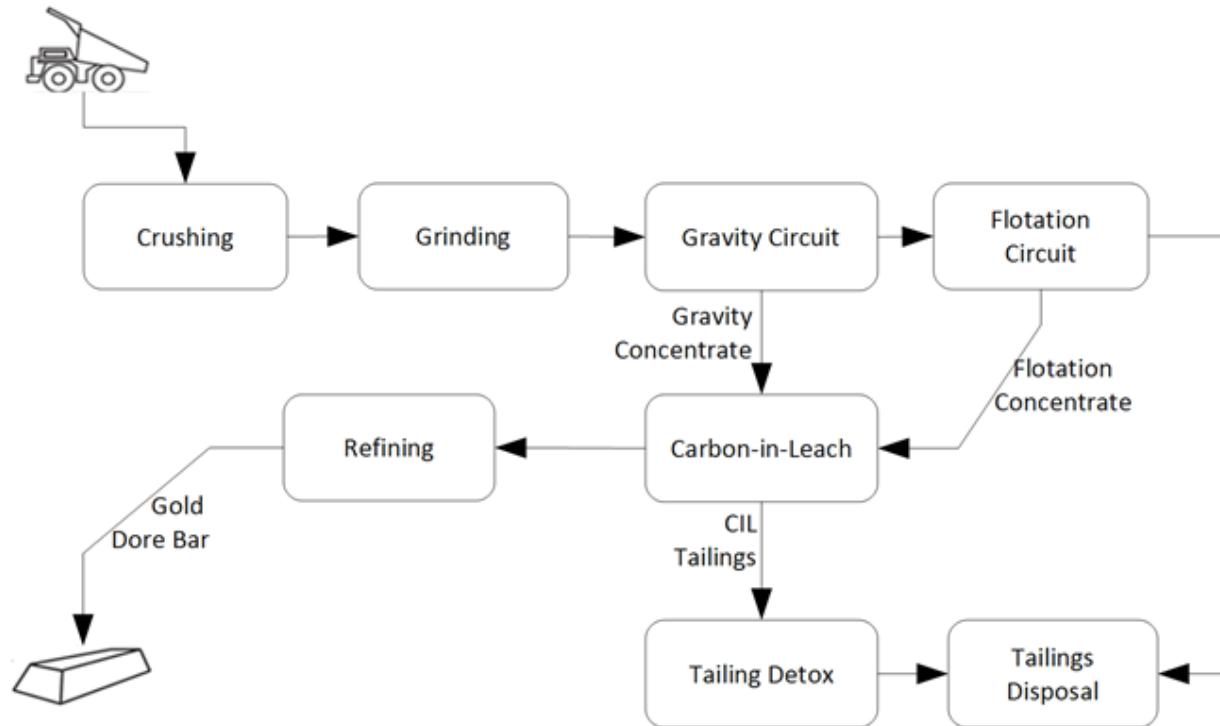 Crushing
Grinding
Gravity Circuit
Flotation
Circuit
Gravity
Concentrate
Flotation
Concentrate
Refining
Carbon-in-Leach
Gold
Dore Bar
CIL
Tailings
Tailing Detox
Tailings
Disposal